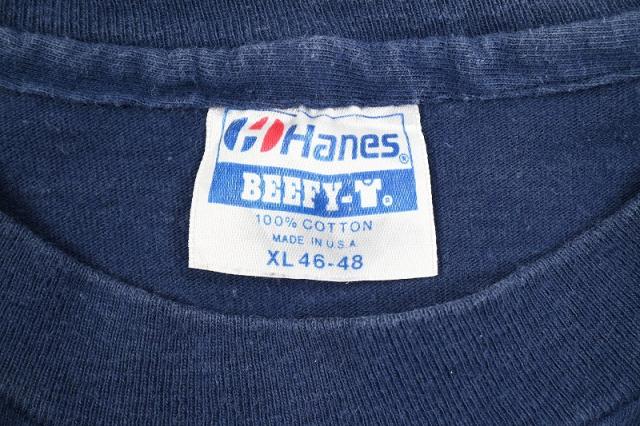 Hanes®
BEEFY-T®
100% COTTON
MADE IN U.S.A
XL 46-48